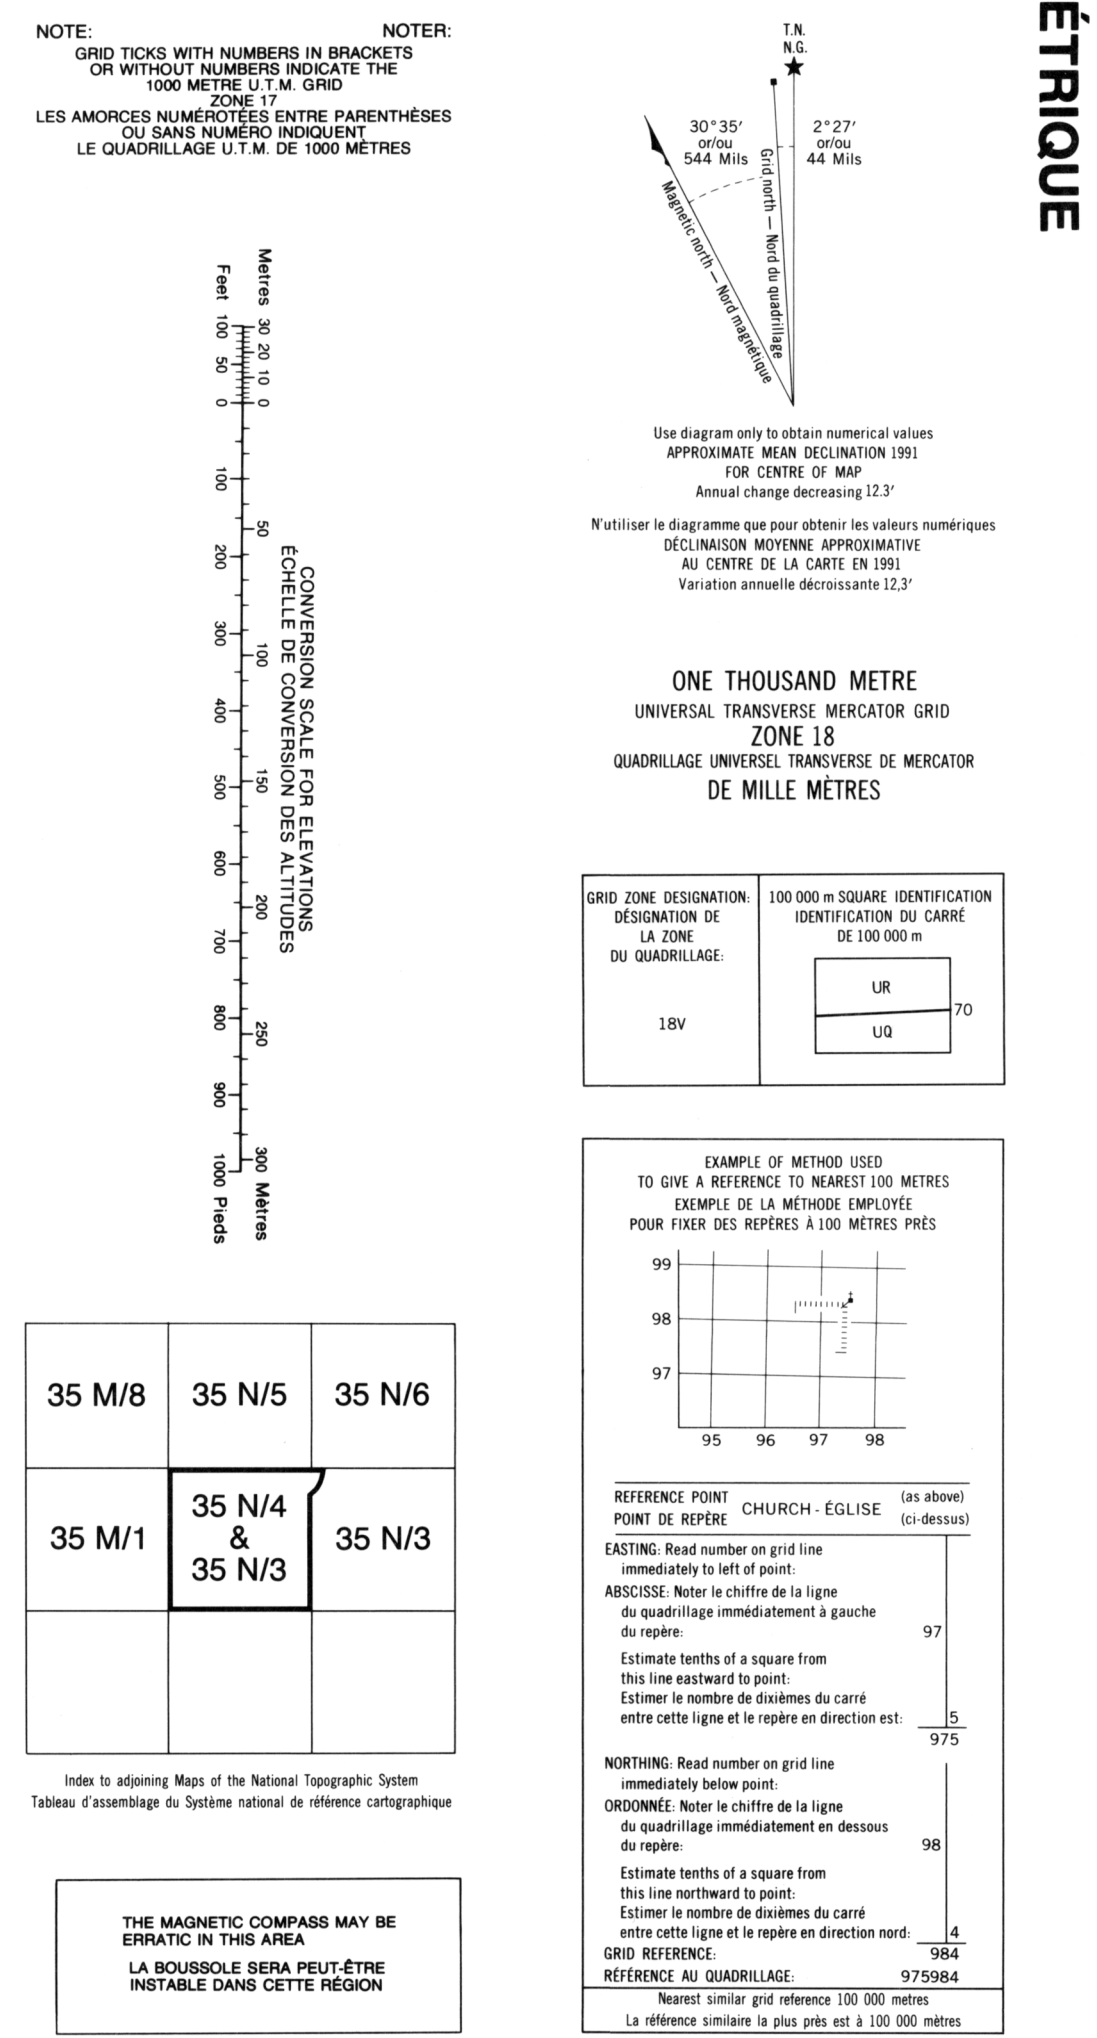 ÉTRIQUE
NOTE: NOTER:
GRID TICKS WITH NUMBERS IN BRACKETS
OR WITHOUT NUMBERS INDICATE THE
1000 METRE U.T.M. GRID
ZONE 17
LES AMORCES NUMÉROTÉES ENTRE PARENTHÈSES
OU SANS NUMÉRO INDIQUENT
LE QUADRILLAGE U.T.M. DE 1000 MÈTRES
Metres 30 20 10 0 50 100 150 200 250 300 Mètres
Feet 100 50 0 100 200 300 400 500 600 700 800 900 1000 Pieds
CONVERSION SCALE FOR ELEVATIONS
ÉCHELLE DE CONVERSION DES ALTITUDES
35 M/8 35 N/5 35 N/6
35 M/1
35 N/4
&
35 N/3
35 N/3
Index to adjoining Maps of the National Topographic System
Tableau d'assemblage du Système national de référence cartographique
THE MAGNETIC COMPASS MAY BE
ERRATIC IN THIS AREA
LA BOUSSOLE SERA PEUT-ÊTRE
INSTABLE DANS CETTE RÉGION
T.N.
N.G.
30°35′
or/ou
544 Mils
2°27′
or/ou
44 Mils
Grid north — Nord du quadrillage
Magnetic north — Nord magnétique
Use diagram only to obtain numerical values
APPROXIMATE MEAN DECLINATION 1991
FOR CENTRE OF MAP
Annual change decreasing 12.3′
N'utiliser le diagramme que pour obtenir les valeurs numériques
DÉCLINAISON MOYENNE APPROXIMATIVE
AU CENTRE DE LA CARTE EN 1991
Variation annuelle décroissante 12,3′
ONE THOUSAND METRE
UNIVERSAL TRANSVERSE MERCATOR GRID
ZONE 18
QUADRILLAGE UNIVERSEL TRANSVERSE DE MERCATOR
DE MILLE MÈTRES
GRID ZONE DESIGNATION:
DÉSIGNATION DE
LA ZONE
DU QUADRILLAGE:
18V
100 000 m SQUARE IDENTIFICATION
IDENTIFICATION DU CARRÉ
DE 100 000 m
UR
70
UQ
EXAMPLE OF METHOD USED
TO GIVE A REFERENCE TO NEAREST 100 METRES
EXEMPLE DE LA MÉTHODE EMPLOYÉE
POUR FIXER DES REPÈRES À 100 MÈTRES PRÈS
99
98
97
95 96 97 98
REFERENCE POINT
POINT DE REPÈRE
CHURCH - ÉGLISE
(as above)
(ci-dessus)
EASTING: Read number on grid line
immediately to left of point:
ABSCISSE: Noter le chiffre de la ligne
du quadrillage immédiatement à gauche
du repère: 97
Estimate tenths of a square from
this line eastward to point:
Estimer le nombre de dixièmes du carré
entre cette ligne et le repère en direction est: 5
975
NORTHING: Read number on grid line
immediately below point:
ORDONNÉE: Noter le chiffre de la ligne
du quadrillage immédiatement en dessous
du repère: 98
Estimate tenths of a square from
this line northward to point:
Estimer le nombre de dixièmes du carré
entre cette ligne et le repère en direction nord: 4
GRID REFERENCE: 984
RÉFÉRENCE AU QUADRILLAGE: 975984
Nearest similar grid reference 100 000 metres
La référence similaire la plus près est à 100 000 mètres